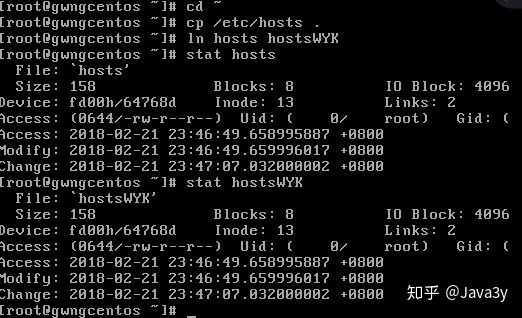 [root@gwngcentos ~]# cd ~
[root@gwngcentos ~]# cp /etc/hosts .
[root@gwngcentos ~]# ln hosts hostsWYK
[root@gwngcentos ~]# stat hosts
  File: `hosts'
  Size: 158             Blocks: 8          IO Block: 4096
Device: fd00h/64768d    Inode: 13          Links: 2
Access: (0644/-rw-r--r--)  Uid: (    0/    root)   Gid: (
Access: 2018-02-21 23:46:49.658995887 +0800
Modify: 2018-02-21 23:46:49.659996017 +0800
Change: 2018-02-21 23:47:07.032000002 +0800
[root@gwngcentos ~]# stat hostsWYK
  File: `hostsWYK'
  Size: 158             Blocks: 8          IO Block: 4096
Device: fd00h/64768d    Inode: 13          Links: 2
Access: (0644/-rw-r--r--)  Uid: (    0/    root)   Gid: (
Access: 2018-02-21 23:46:49.658995887 +0800
Modify: 2018-02-21 23:46:49.659996017 +0800
Change: 2018-02-21 23:47:07.032000002 +0800
[root@gwngcentos ~]# _
知乎 @Java3y